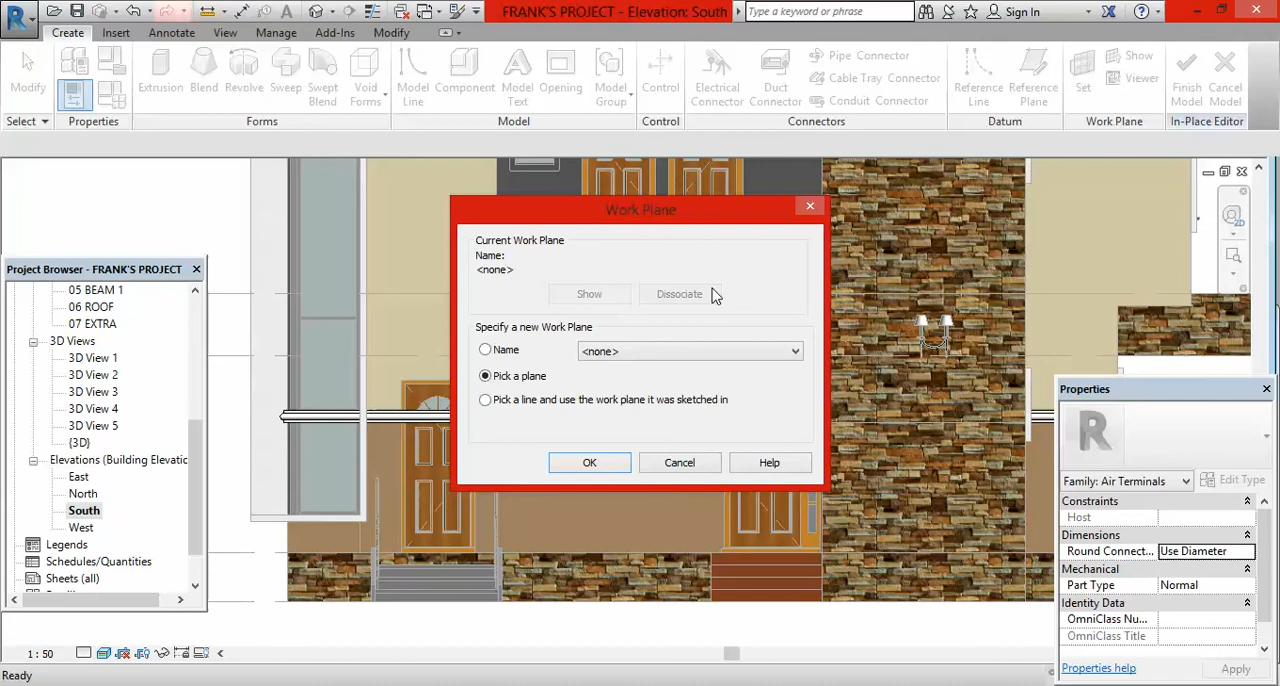 FRANK'S PROJECT - Elevation: South
Type a keyword or phrase
Sign In
Create Insert Annotate View Manage Add-Ins Modify
Modify
Extrusion Blend Revolve Sweep Swept Blend Void Forms
Model Line Component Model Text Opening Model Group
Control
Electrical Connector Duct Connector
Pipe Connector
Cable Tray Connector
Conduit Connector
Reference Line Reference Plane
Set
Show
Viewer
Finish Model Cancel Model
Select Properties Forms Model Control Connectors Datum Work Plane In-Place Editor
Project Browser - FRANK'S PROJECT
05 BEAM 1
06 ROOF
07 EXTRA
3D Views
3D View 1
3D View 2
3D View 3
3D View 4
3D View 5
{3D}
Elevations (Building Elevatic
East
North
South
West
Legends
Schedules/Quantities
Sheets (all)
Work Plane
Current Work Plane
Name:
<none>
Show Dissociate
Specify a new Work Plane
Name <none>
Pick a plane
Pick a line and use the work plane it was sketched in
OK Cancel Help
2D
Properties
R
Family: Air Terminals Edit Type
Constraints
Host
Dimensions
Round Connect... Use Diameter
Mechanical
Part Type Normal
Identity Data
OmniClass Nu...
OmniClass Title
Properties help Apply
1 : 50
Ready